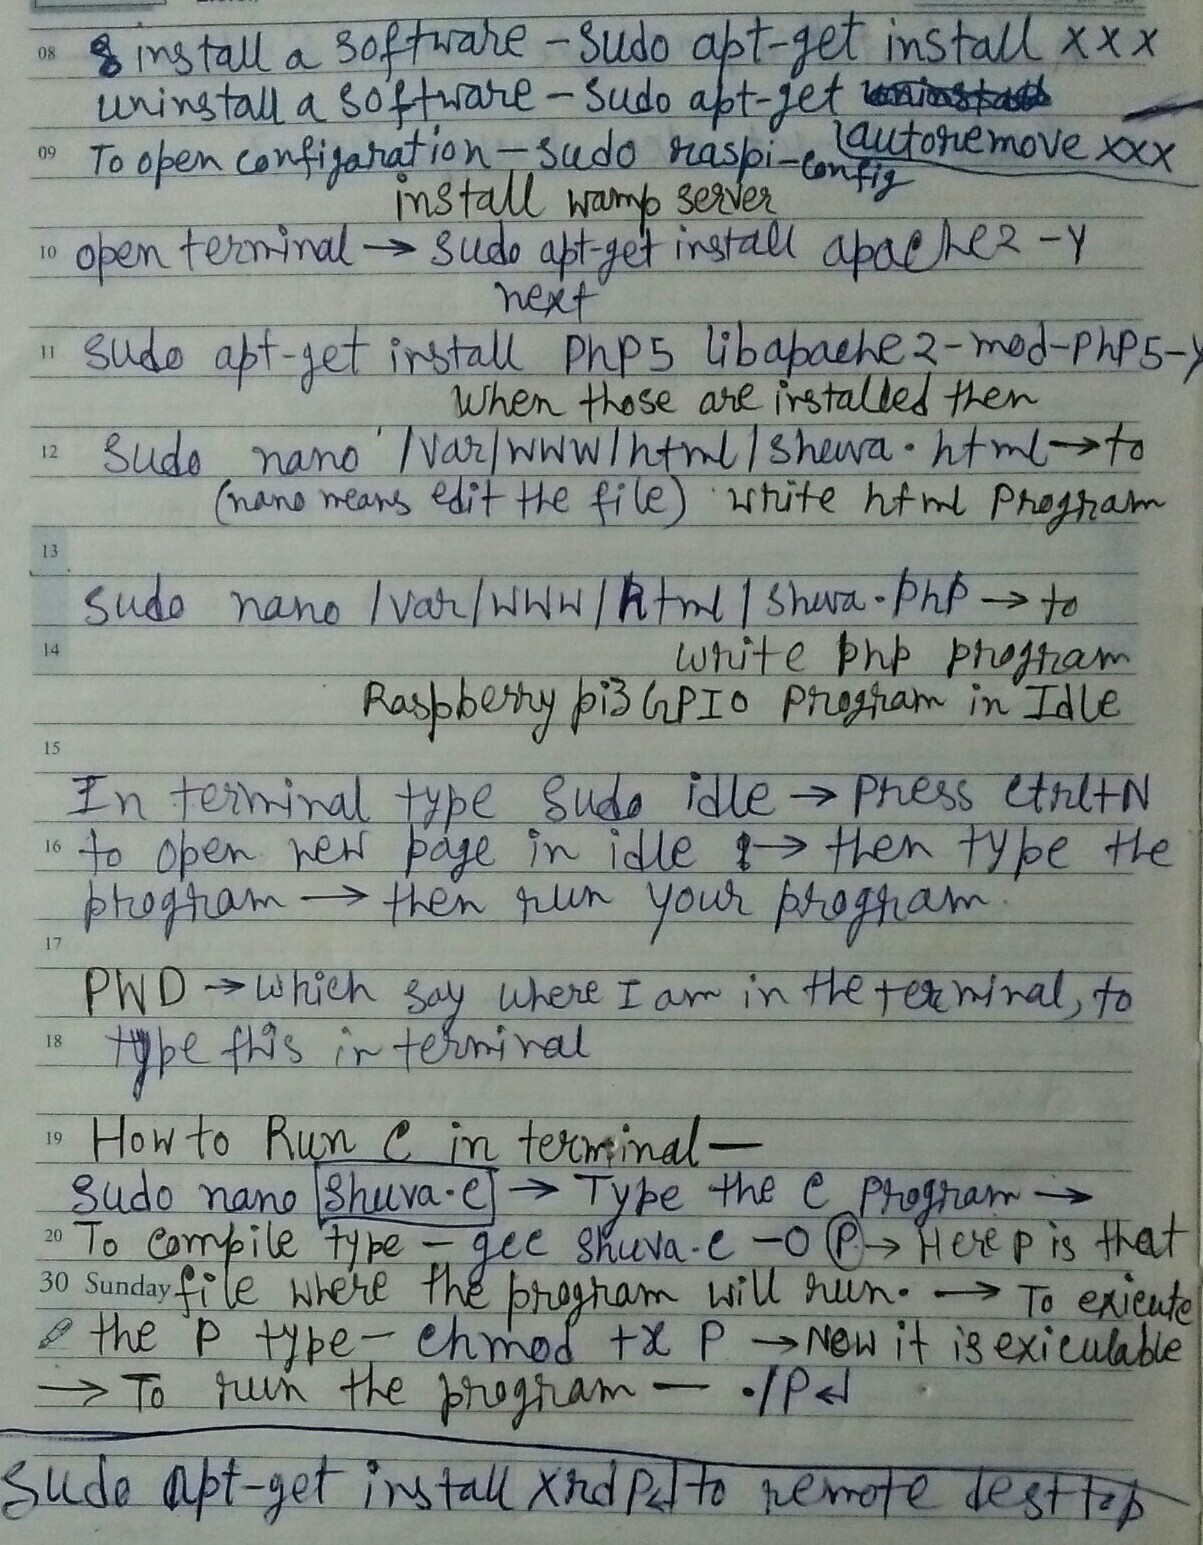 08 install a software - sudo apt-get install xxx
uninstall a software - sudo apt-get
autoremove xxx
09 To open configaration - sudo raspi-config
install wamp server
10 open terminal → sudo apt-get install apache2 -y
next
11 sudo apt-get install php5 libapache2-mod-php5-y
When those are installed then
12 sudo nano /var/www/html/shuva.html → to
(nano means edit the file) write html program
13
sudo nano /var/www/html/shuva.php → to
14 write php program
Raspberry pi3 GPIO program in Idle
15
In terminal type sudo idle → press ctrl+N
16 to open new page in idle → then type the
program → then run your program.
17
PWD → which say where I am in the terminal, to
18 type this in terminal
19 How to Run C in terminal —
sudo nano shuva.c → Type the C program →
20 To compile type - gcc shuva.c -o P → Here p is that
30 Sunday file where the program will run. → To exicute
the P type - chmod +x P → Now it is exiculable
→ To run the program — ./P↵
sudo apt-get install xrdp↵ to remote desttop